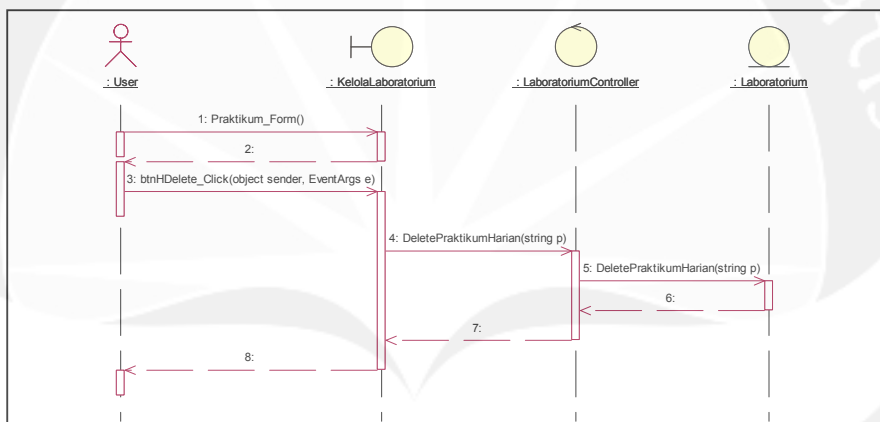 : User
: KelolaLaboratorium
: LaboratoriumController
: Laboratorium
1: Praktikum_Form()
2:
3: btnHDelete_Click(object sender, EventArgs e)
4: DeletePraktikumHarian(string p)
5: DeletePraktikumHarian(string p)
6:
7:
8: